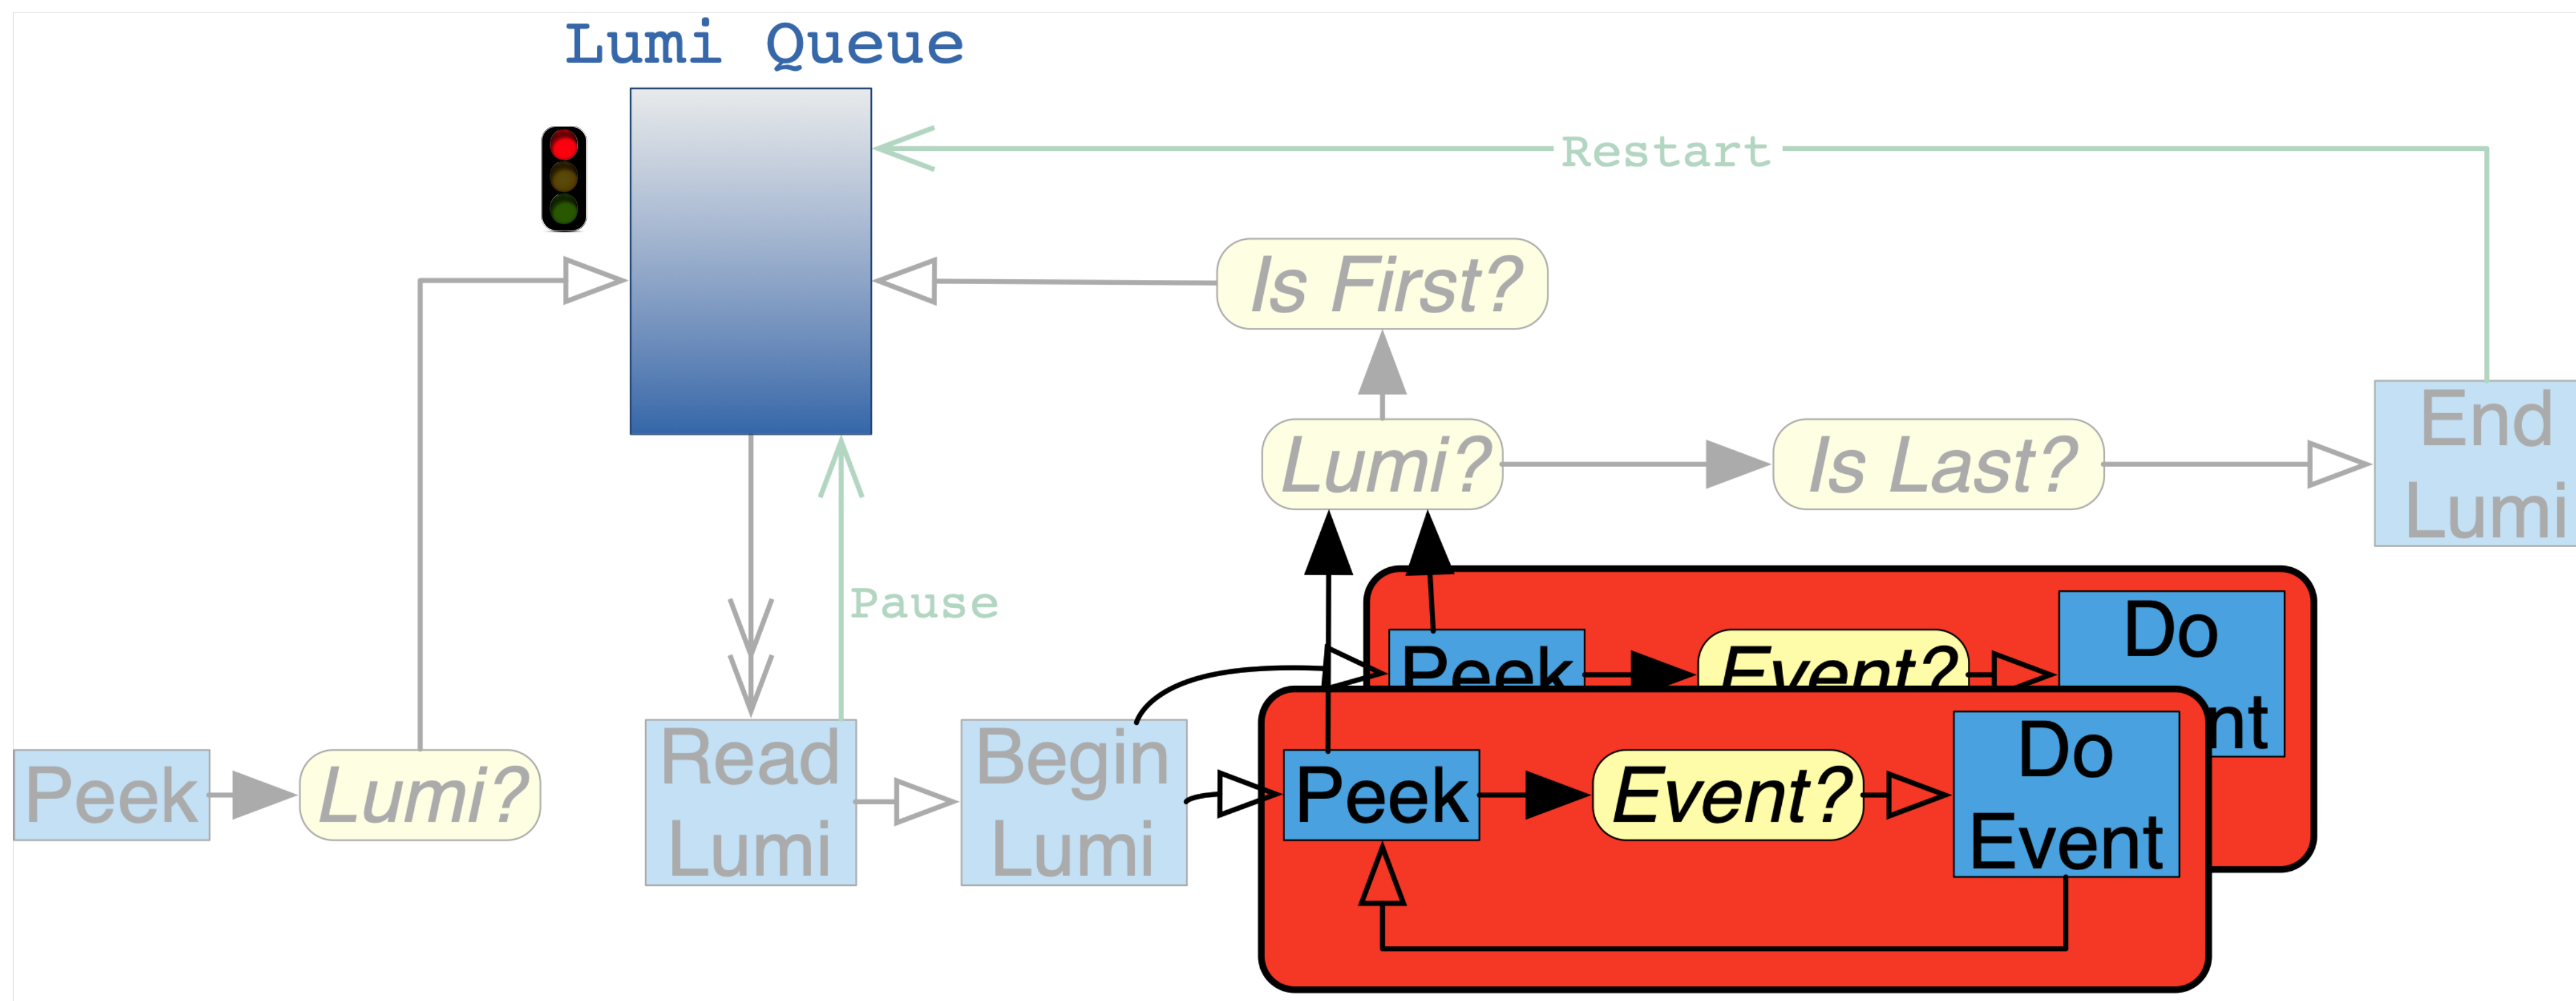 Lumi Queue
Restart
Is First?
Lumi?
Is Last?
End
Lumi
Pause
Peek
Event?
Do
nt
Peek
Lumi?
Read
Lumi
Begin
Lumi
Peek
Event?
Do
Event